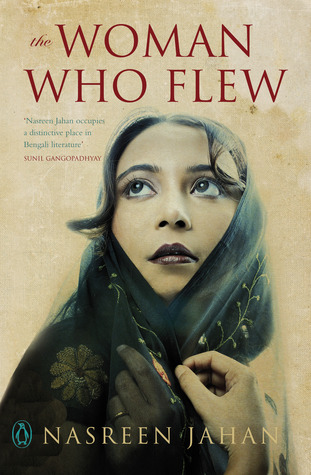 the WOMAN
WHO FLEW
'Nasreen Jahan occupies
a distinctive place in
Bengali literature'
SUNIL GANGOPADHYAY
NASREEN JAHAN